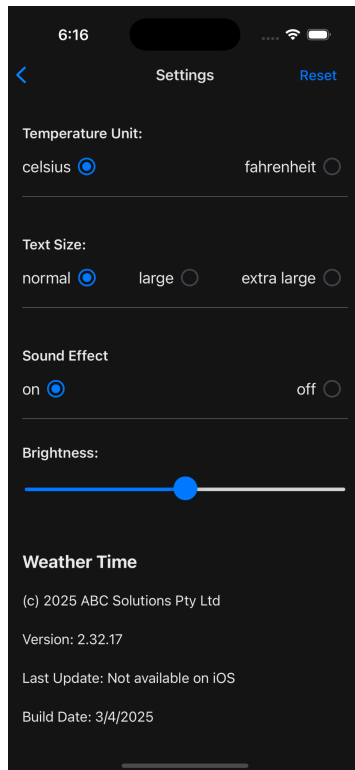 6:16
Settings
Reset
Temperature Unit:
celsius fahrenheit
Text Size:
normal large extra large
Sound Effect
on off
Brightness:
Weather Time
(c) 2025 ABC Solutions Pty Ltd
Version: 2.32.17
Last Update: Not available on iOS
Build Date: 3/4/2025